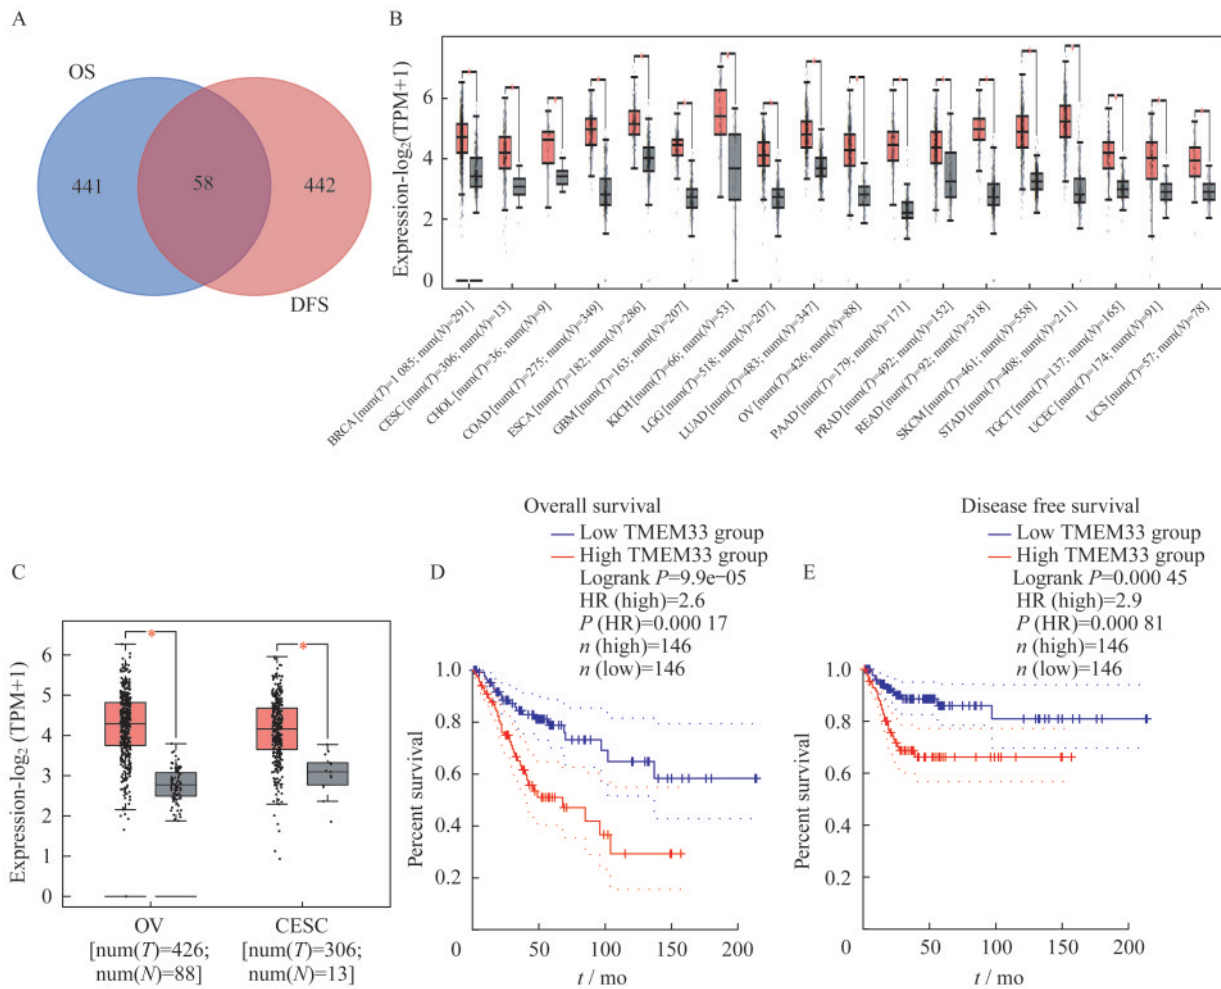 A
OS
441
58
442
DFS
B
Expression-log₂(TPM+1)
6
4
2
0
BRCA [num(T)=1 085; num(N)=291]
CESC [num(T)=306; num(N)=13]
CHOL [num(T)=36; num(N)=9]
COAD [num(T)=275; num(N)=349]
ESCA [num(T)=182; num(N)=286]
GBM [num(T)=163; num(N)=207]
KICH [num(T)=66; num(N)=53]
LGG [num(T)=518; num(N)=207]
LUAD [num(T)=483; num(N)=347]
OV [num(T)=426; num(N)=88]
PAAD [num(T)=179; num(N)=171]
PRAD [num(T)=492; num(N)=152]
READ [num(T)=92; num(N)=318]
SKCM [num(T)=461; num(N)=558]
STAD [num(T)=408; num(N)=211]
TGCT [num(T)=137; num(N)=165]
UCEC [num(T)=174; num(N)=91]
UCS [num(T)=57; num(N)=78]
C
Expression-log₂ (TPM+1)
6
5
4
3
2
1
0
*
*
OV
[num(T)=426;
num(N)=88]
CESC
[num(T)=306;
num(N)=13]
D
Overall survival
Low TMEM33 group
High TMEM33 group
Logrank P=9.9e−05
HR (high)=2.6
P (HR)=0.000 17
n (high)=146
n (low)=146
Percent survival
1.0
0.8
0.6
0.4
0.2
0
50
100
150
200
t / mo
E
Disease free survival
Low TMEM33 group
High TMEM33 group
Logrank P=0.000 45
HR (high)=2.9
P (HR)=0.000 81
n (high)=146
n (low)=146
Percent survival
1.0
0.8
0.6
0.4
0.2
0
50
100
150
200
t / mo